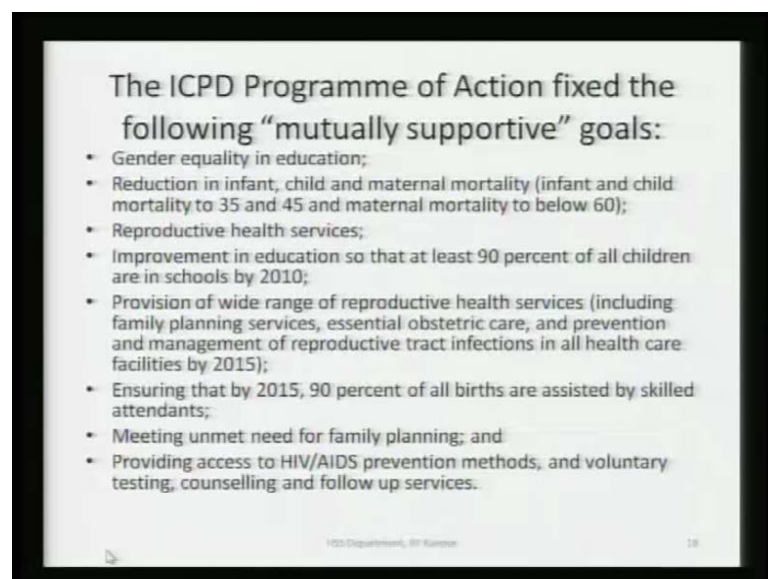 The ICPD Programme of Action fixed the
following “mutually supportive” goals:
• Gender equality in education;
• Reduction in infant, child and maternal mortality (infant and child
mortality to 35 and 45 and maternal mortality to below 60);
• Reproductive health services;
• Improvement in education so that at least 90 percent of all children
are in schools by 2010;
• Provision of wide range of reproductive health services (including
family planning services, essential obstetric care, and prevention
and management of reproductive tract infections in all health care
facilities by 2015);
• Ensuring that by 2015, 90 percent of all births are assisted by skilled
attendants;
• Meeting unmet need for family planning; and
• Providing access to HIV/AIDS prevention methods, and voluntary
testing, counselling and follow up services.
HSS Department, IIT Kanpur